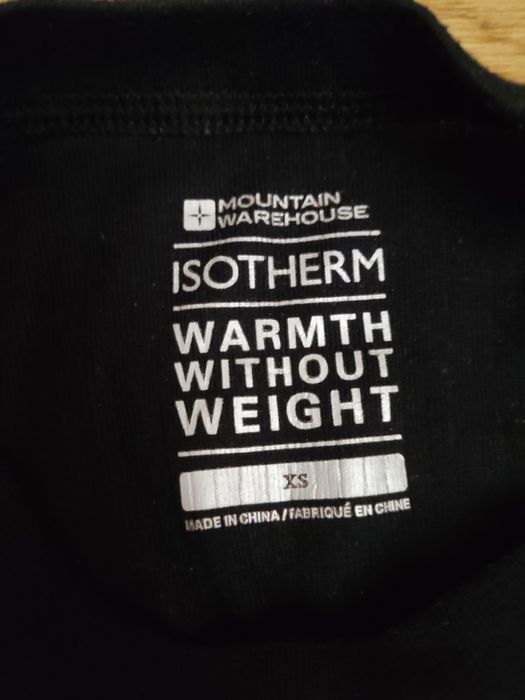 MOUNTAIN
WAREHOUSE
ISOTHERM
WARMTH
WITHOUT
WEIGHT
XS
MADE IN CHINA / FABRIQUÉ EN CHINE